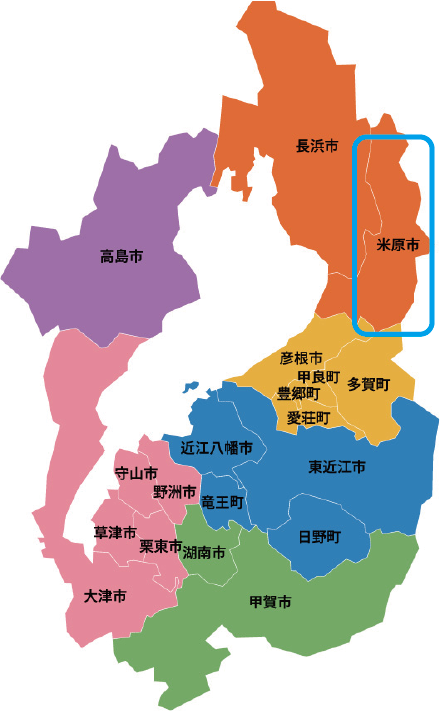 長浜市
米原市
高島市
彦根市
甲良町
多賀町
豊郷町
愛荘町
近江八幡市
東近江市
守山市
野洲市
竜王町
草津市
栗東市
湖南市
日野町
大津市
甲賀市